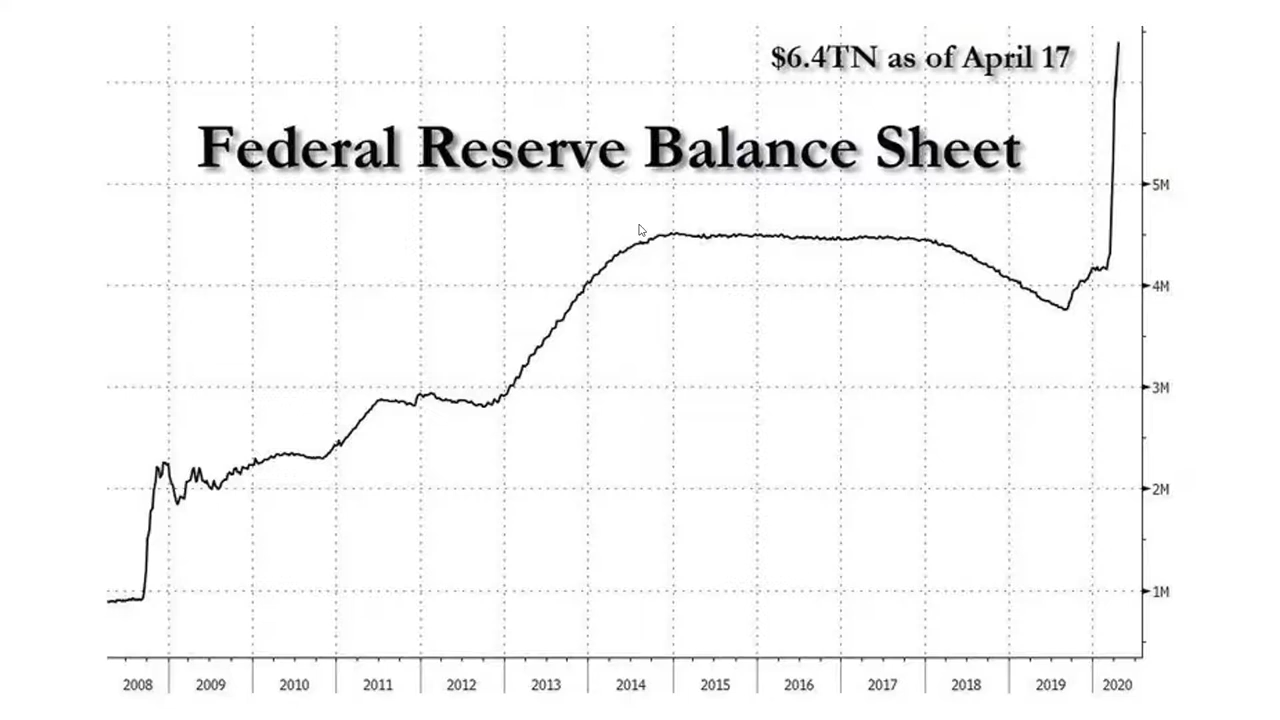 $6.4TN as of April 17
Federal Reserve Balance Sheet
5M
4M
3M
2M
1M
2008 2009 2010 2011 2012 2013 2014 2015 2016 2017 2018 2019 2020